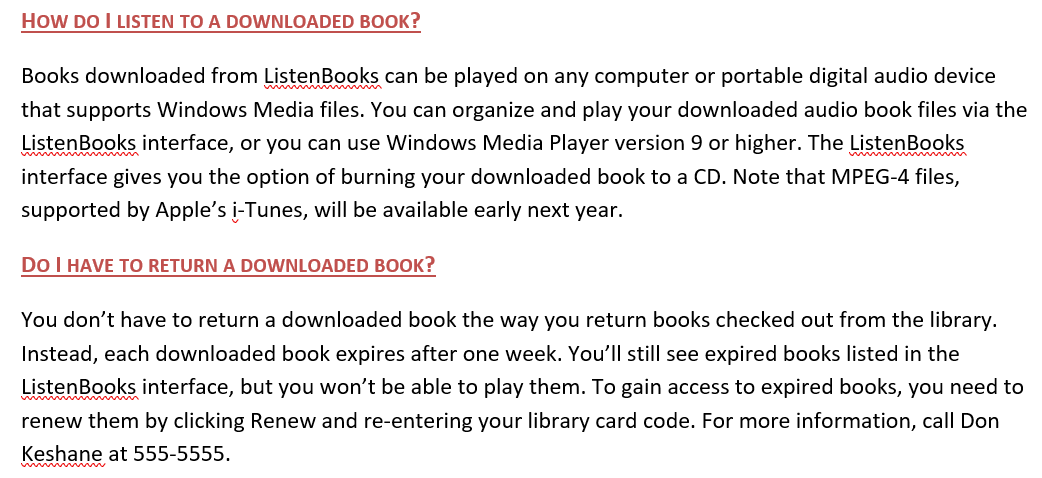 HOW DO I LISTEN TO A DOWNLOADED BOOK?
Books downloaded from ListenBooks can be played on any computer or portable digital audio device
that supports Windows Media files. You can organize and play your downloaded audio book files via the
ListenBooks interface, or you can use Windows Media Player version 9 or higher. The ListenBooks
interface gives you the option of burning your downloaded book to a CD. Note that MPEG-4 files,
supported by Apple’s i-Tunes, will be available early next year.
DO I HAVE TO RETURN A DOWNLOADED BOOK?
You don’t have to return a downloaded book the way you return books checked out from the library.
Instead, each downloaded book expires after one week. You’ll still see expired books listed in the
ListenBooks interface, but you won’t be able to play them. To gain access to expired books, you need to
renew them by clicking Renew and re-entering your library card code. For more information, call Don
Keshane at 555-5555.